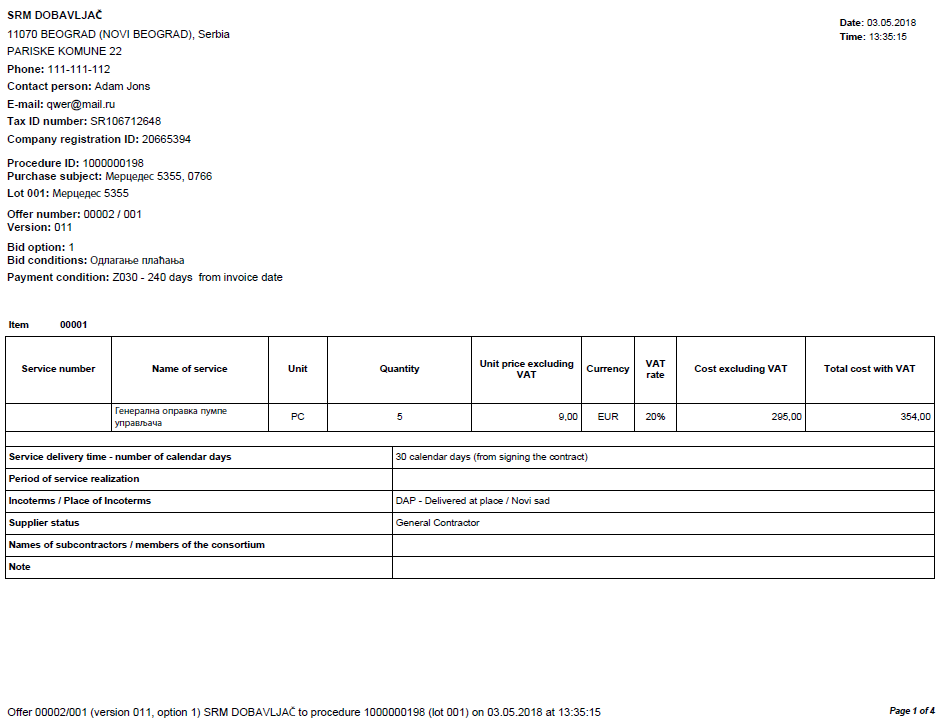 SRM DOBAVLJAČ
11070 BEOGRAD (NOVI BEOGRAD), Serbia
PARISKE KOMUNE 22
Phone: 111-111-112
Contact person: Adam Jons
E-mail: qwer@mail.ru
Tax ID number: SR106712648
Company registration ID: 20665394
Date: 03.05.2018
Time: 13:35:15
Procedure ID: 1000000198
Purchase subject: Мерцедес 5355, 0766
Lot 001: Мерцедес 5355
Offer number: 00002 / 001
Version: 011
Bid option: 1
Bid conditions: Одлагање плаћања
Payment condition: Z030 - 240 days from invoice date
Item 00001
Service number Name of service Unit Quantity Unit price excluding VAT Currency VAT rate Cost excluding VAT Total cost with VAT
Генерална оправка пумпе управљача PC 5 9,00 EUR 20% 295,00 354,00
Service delivery time - number of calendar days 30 calendar days (from signing the contract)
Period of service realization
Incoterms / Place of Incoterms DAP - Delivered at place / Novi sad
Supplier status General Contractor
Names of subcontractors / members of the consortium
Note
Offer 00002/001 (version 011, option 1) SRM DOBAVLJAČ to procedure 1000000198 (lot 001) on 03.05.2018 at 13:35:15
Page 1 of 4